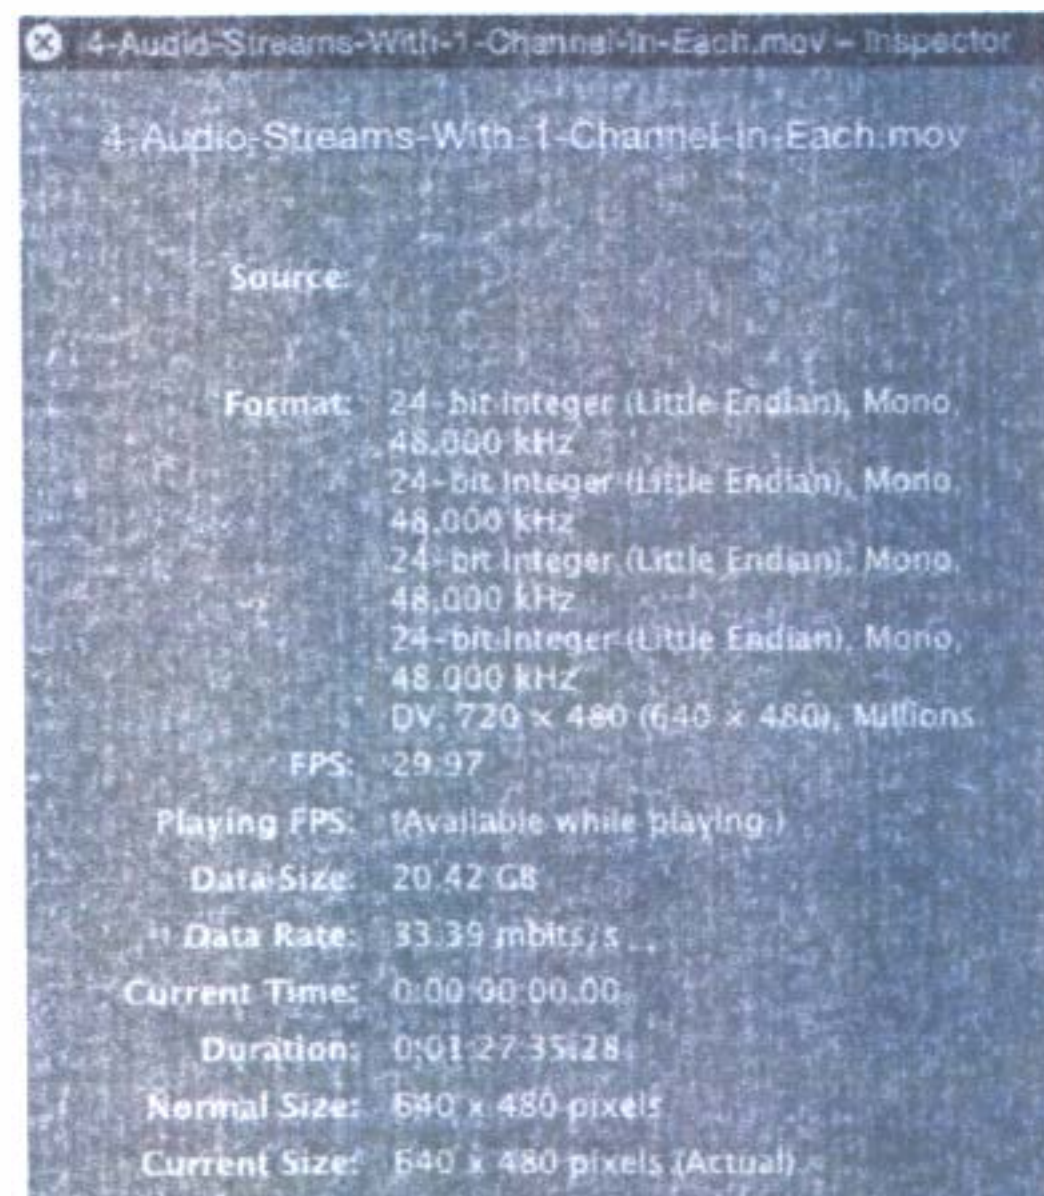 4-Audio-Streams-With-1-Channel-In-Each.mov – Inspector
4-Audio-Streams-With-1-Channel-In-Each.mov
Source:
Format: 24-bit Integer (Little Endian), Mono,
48.000 kHz
24-bit Integer (Little Endian), Mono,
48.000 kHz
24-bit Integer (Little Endian), Mono,
48.000 kHz
24-bit Integer (Little Endian), Mono,
48.000 kHz
DV, 720 x 480 (640 x 480), Millions
FPS: 29.97
Playing FPS: (Available while playing.)
Data Size: 20.42 GB
Data Rate: 33.39 mbits/s
Current Time: 0:00:00:00.00
Duration: 0:01:27:35.28
Normal Size: 640 x 480 pixels
Current Size: 640 x 480 pixels (Actual)